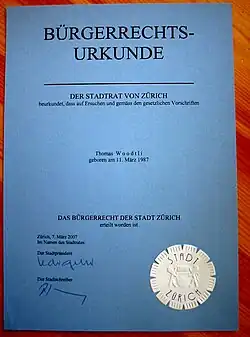 BÜRGERRECHTS-
URKUNDE
DER STADTRAT VON ZÜRICH
beurkundet, dass auf Ersuchen und gemäss den gesetzlichen Vorschriften
Thomas Woodtli
geboren am 11. März 1987
DAS BÜRGERRECHT DER STADT ZÜRICH
erteilt worden ist
Zürich, 7. März 2007
Im Namen des Stadtrates
Der Stadtpräsident
Der Stadtschreiber
STADT
ZÜRICH